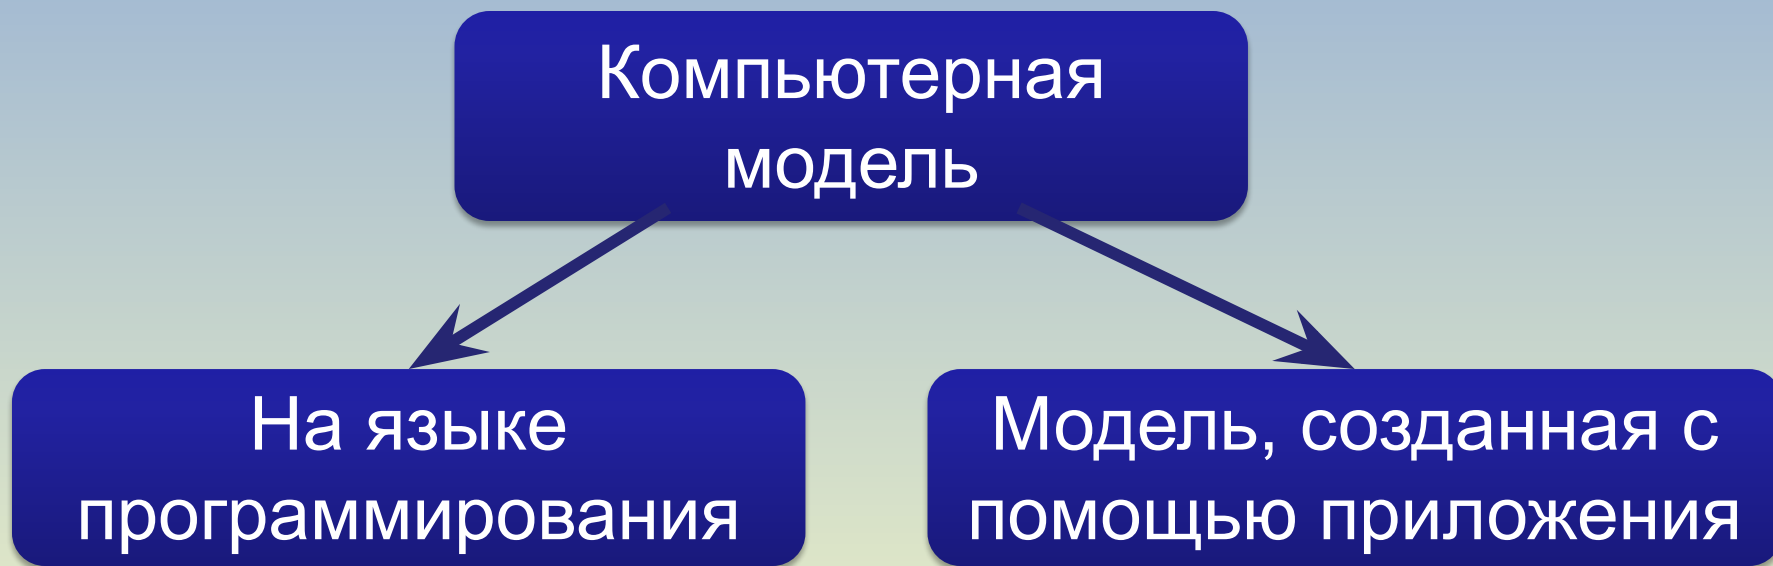 Компьютерная
модель
На языке
программирования
Модель, созданная с
помощью приложения